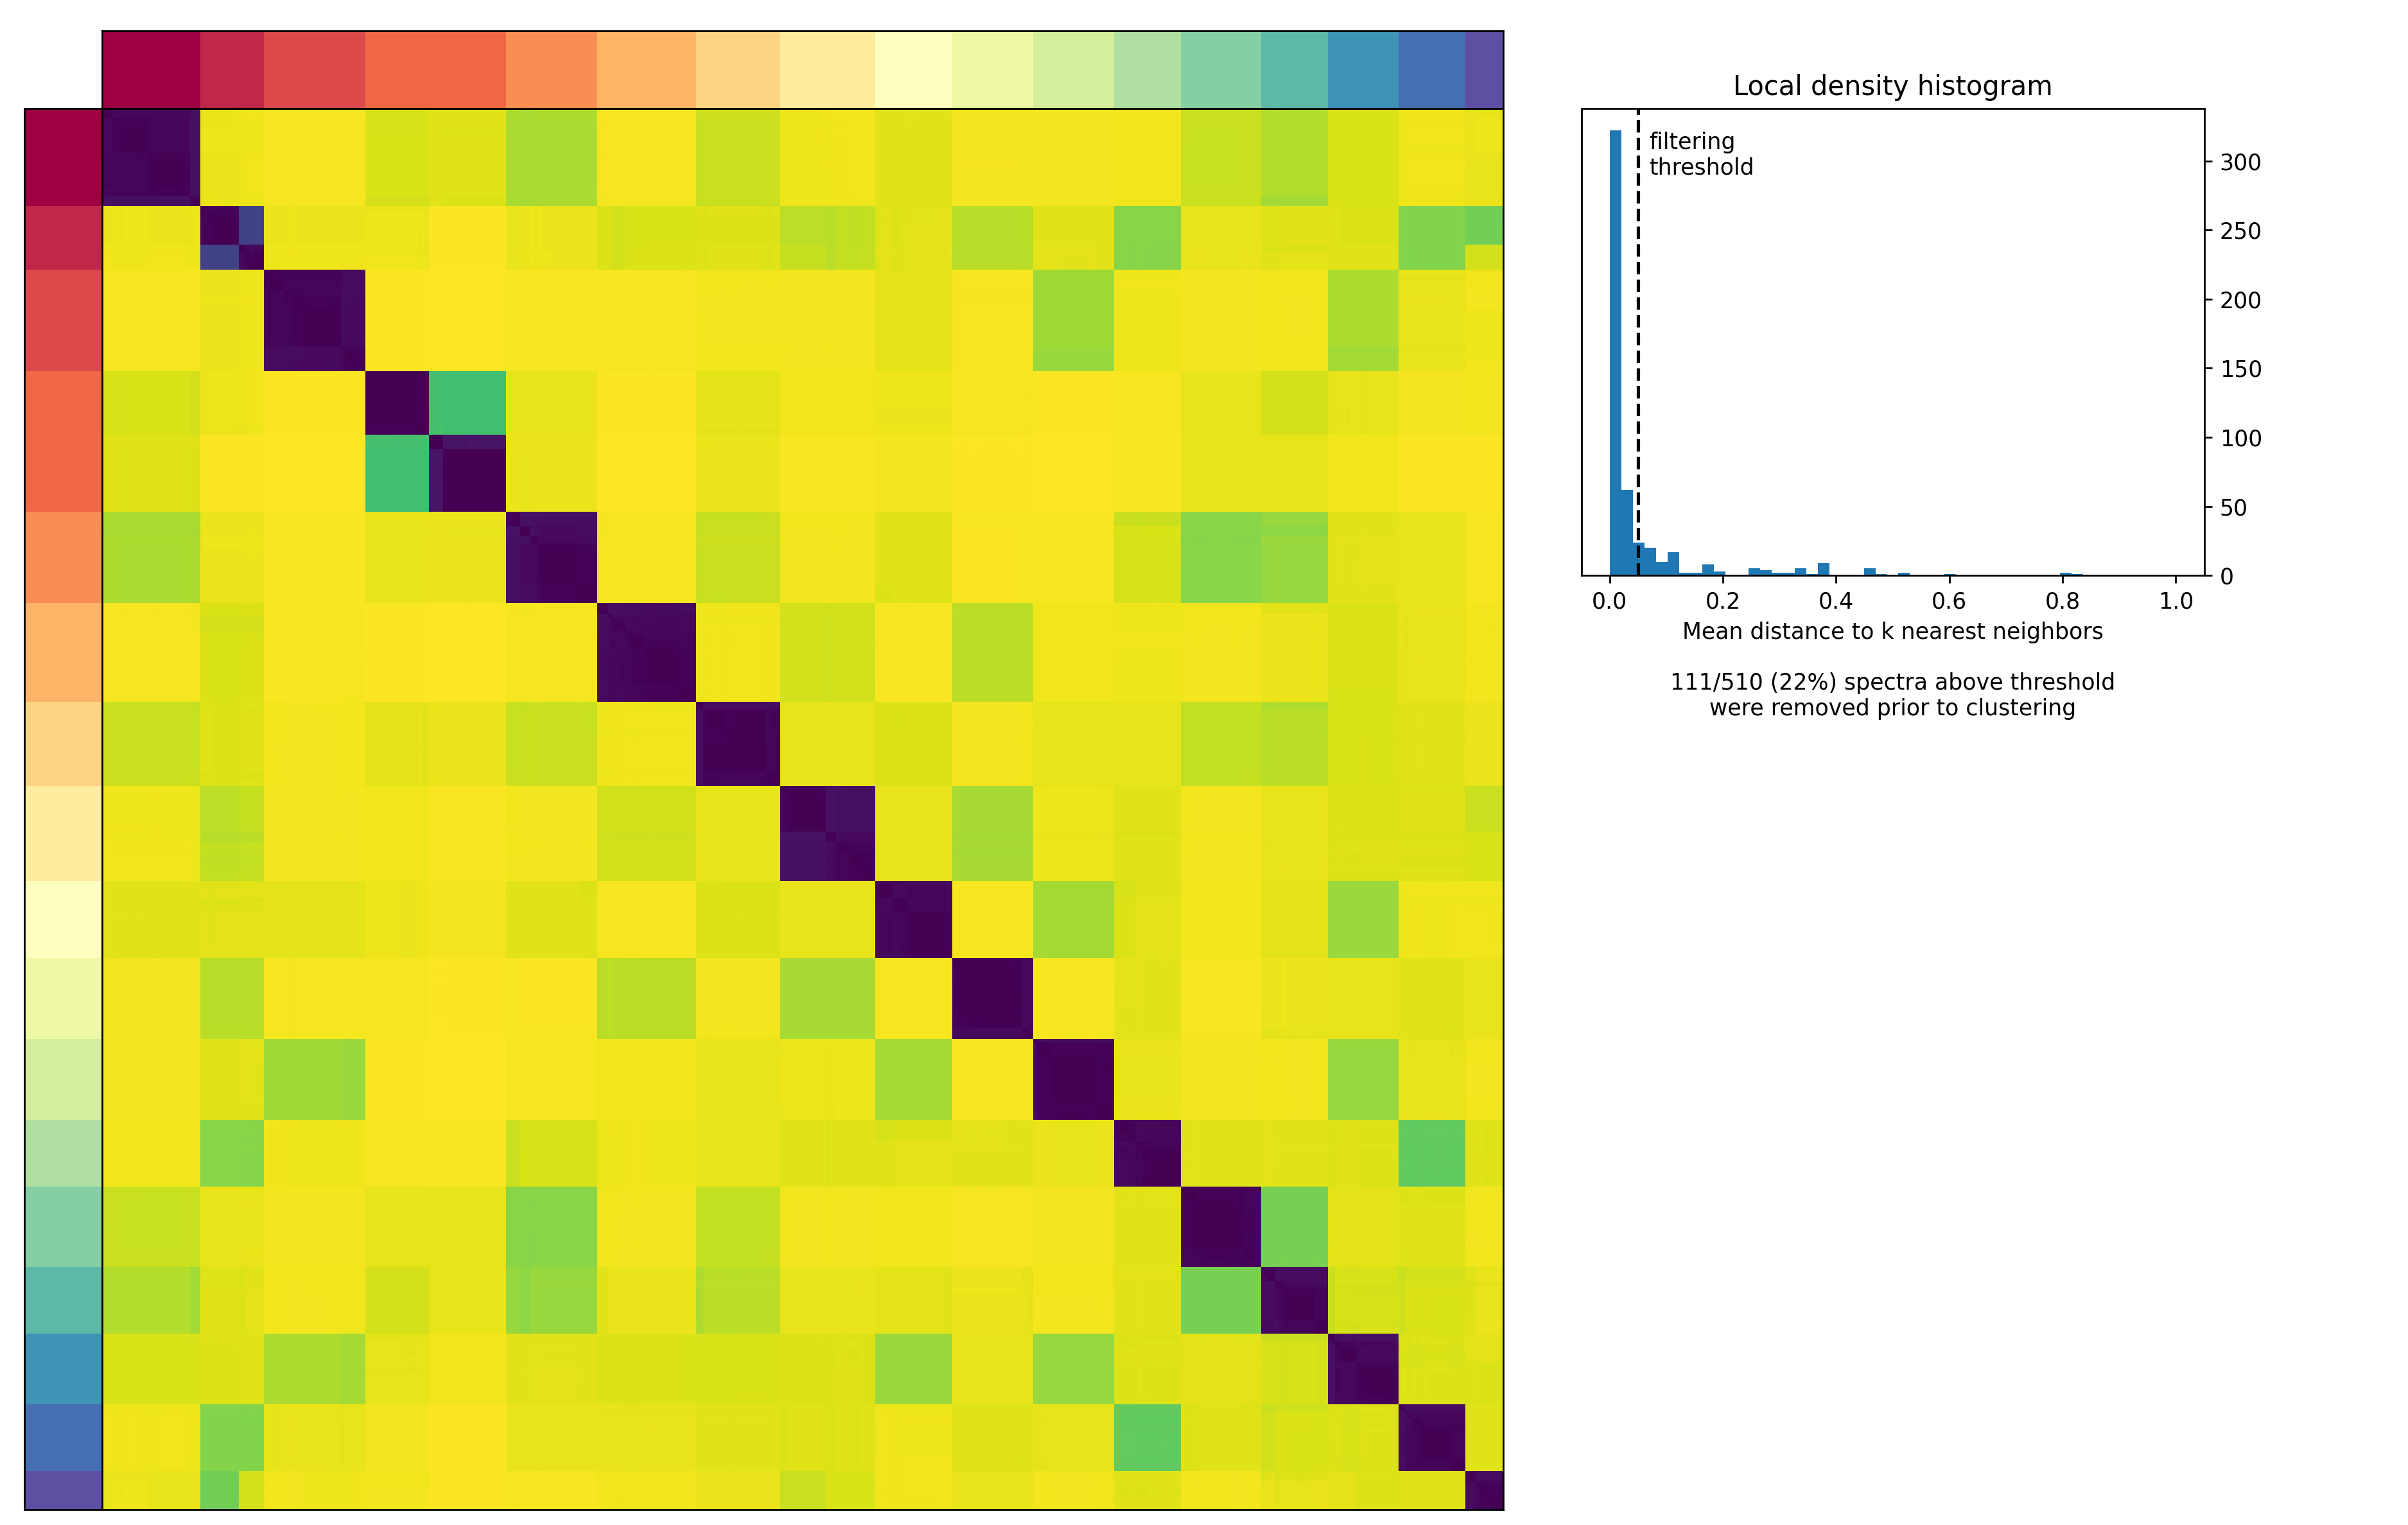 Local density histogram
filtering
threshold
300
250
200
150
100
50
0
0.0 0.2 0.4 0.6 0.8 1.0
Mean distance to k nearest neighbors
111/510 (22%) spectra above threshold
were removed prior to clustering